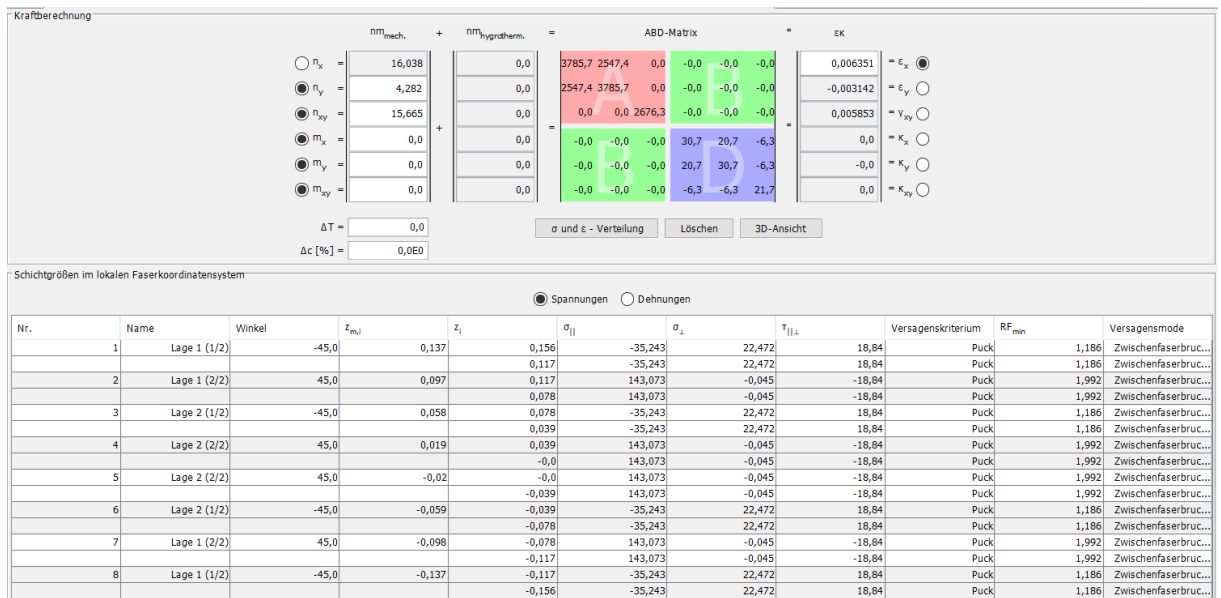 Kraftberechnung
nm mech. + nm hygrotherm. = ABD-Matrix * εκ
n x = 16,038 0,0 3785,7 2547,4 0,0 -0,0 -0,0 -0,0 0,006351 = ε x
n y = 4,282 0,0 2547,4 3785,7 0,0 -0,0 -0,0 -0,0 -0,003142 = ε y
n xy = 15,665 0,0 0,0 0,0 2676,3 -0,0 -0,0 -0,0 0,005853 = γ xy
+ = *
A B
B D
m x = 0,0 0,0 -0,0 -0,0 -0,0 30,7 20,7 -6,3 0,0 = κ x
m y = 0,0 0,0 -0,0 -0,0 -0,0 20,7 30,7 -6,3 -0,0 = κ y
m xy = 0,0 0,0 -0,0 -0,0 -0,0 -6,3 -6,3 21,7 0,0 = κ xy
ΔT = 0,0 σ und ε - Verteilung Löschen 3D-Ansicht
Δc [%] = 0,0E0
Schichtgrößen im lokalen Faserkoordinatensystem
Spannungen Dehnungen
Nr. Name Winkel z m,i z i σ || σ ⊥ τ ||⊥ Versagenskriterium RF min Versagensmode
1 Lage 1 (1/2) -45,0 0,137 0,156 -35,243 22,472 18,84 Puck 1,186 Zwischenfaserbruc...
0,117 -35,243 22,472 18,84 Puck 1,186 Zwischenfaserbruc...
2 Lage 1 (2/2) 45,0 0,097 0,117 143,073 -0,045 -18,84 Puck 1,992 Zwischenfaserbruc...
0,078 143,073 -0,045 -18,84 Puck 1,992 Zwischenfaserbruc...
3 Lage 2 (1/2) -45,0 0,058 0,078 -35,243 22,472 18,84 Puck 1,186 Zwischenfaserbruc...
0,039 -35,243 22,472 18,84 Puck 1,186 Zwischenfaserbruc...
4 Lage 2 (2/2) 45,0 0,019 0,039 143,073 -0,045 -18,84 Puck 1,992 Zwischenfaserbruc...
-0,0 143,073 -0,045 -18,84 Puck 1,992 Zwischenfaserbruc...
5 Lage 2 (2/2) 45,0 -0,02 -0,0 143,073 -0,045 -18,84 Puck 1,992 Zwischenfaserbruc...
-0,039 143,073 -0,045 -18,84 Puck 1,992 Zwischenfaserbruc...
6 Lage 2 (1/2) -45,0 -0,059 -0,039 -35,243 22,472 18,84 Puck 1,186 Zwischenfaserbruc...
-0,078 -35,243 22,472 18,84 Puck 1,186 Zwischenfaserbruc...
7 Lage 1 (2/2) 45,0 -0,098 -0,078 143,073 -0,045 -18,84 Puck 1,992 Zwischenfaserbruc...
-0,117 143,073 -0,045 -18,84 Puck 1,992 Zwischenfaserbruc...
8 Lage 1 (1/2) -45,0 -0,137 -0,117 -35,243 22,472 18,84 Puck 1,186 Zwischenfaserbruc...
-0,156 -35,243 22,472 18,84 Puck 1,186 Zwischenfaserbruc...